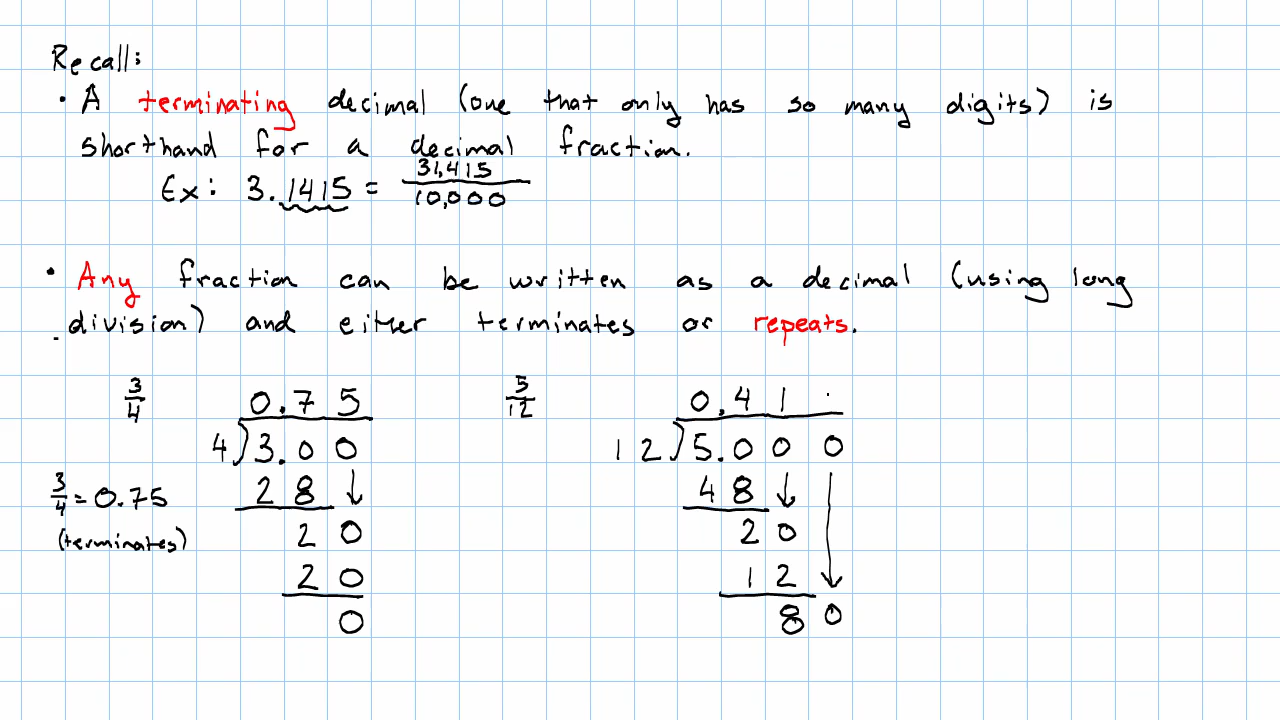 Recall:
• A terminating decimal (one that only has so many digits) is
shorthand for a decimal fraction.
Ex: 3.1415 = 31,415/10,000
• Any fraction can be written as a decimal (using long
division) and either terminates or repeats.
3/4
0.75
4)3.00
28↓
20
20
0
3/4 = 0.75
(terminates)
5/12
0.41
12)5.000
48↓
20
12↓
80